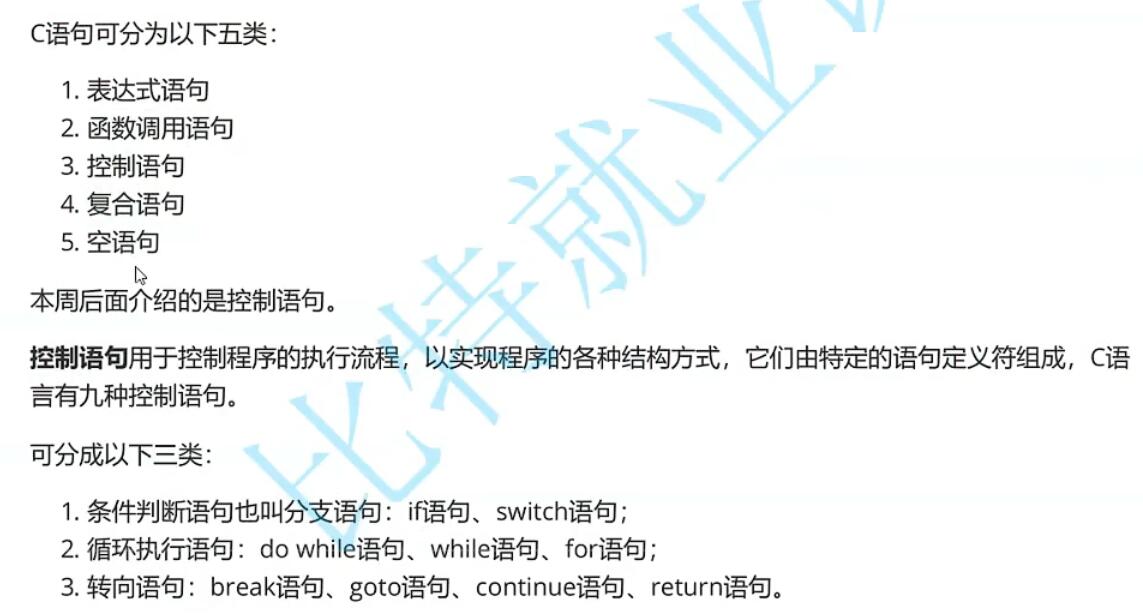 C语句可分为以下五类：
1. 表达式语句
2. 函数调用语句
3. 控制语句
4. 复合语句
5. 空语句
本周后面介绍的是控制语句。
控制语句用于控制程序的执行流程，以实现程序的各种结构方式，它们由特定的语句定义符组成，C语
言有九种控制语句。
可分成以下三类：
1. 条件判断语句也叫分支语句：if语句、switch语句；
2. 循环执行语句：do while语句、while语句、for语句；
3. 转向语句：break语句、goto语句、continue语句、return语句。
比特就业